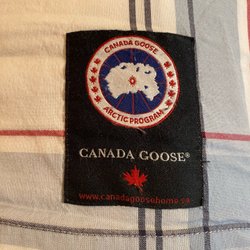 CANADA GOOSE
ARCTIC PROGRAM
CANADA GOOSE®
www.canadagoosehome.se